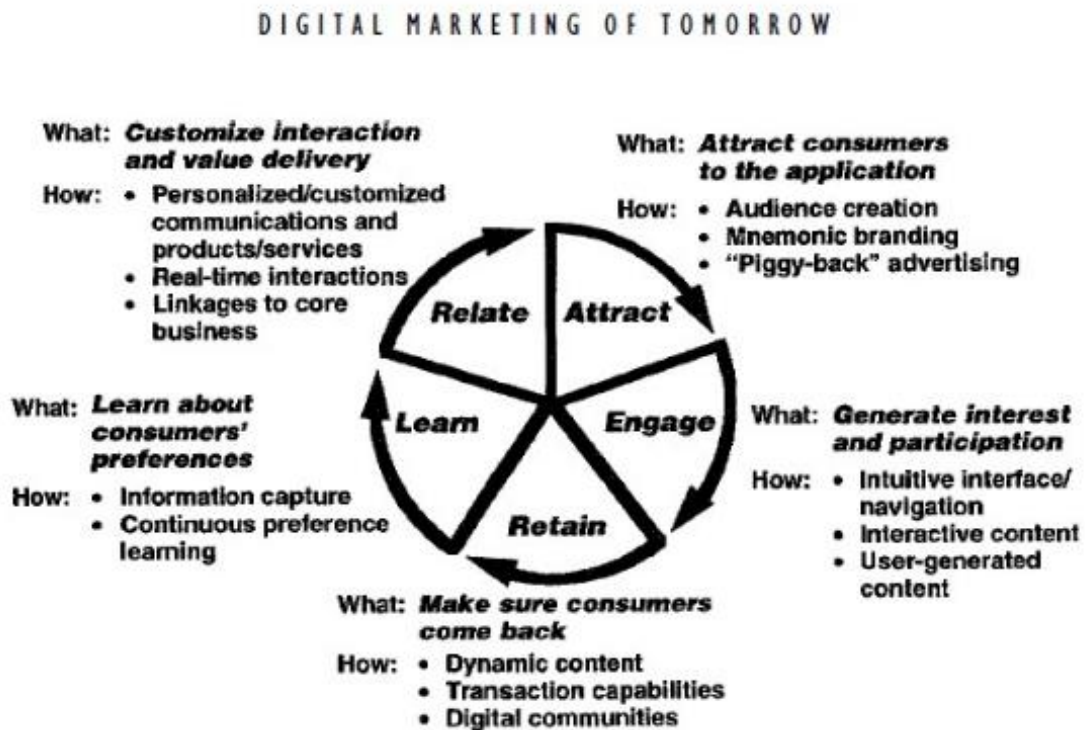 DIGITAL MARKETING OF TOMORROW
What: Customize interaction
and value delivery
How: • Personalized/customized
communications and
products/services
• Real-time interactions
• Linkages to core
business
What: Attract consumers
to the application
How: • Audience creation
• Mnemonic branding
• “Piggy-back” advertising
Relate
Attract
What: Learn about
consumers'
preferences
How: • Information capture
• Continuous preference
learning
Learn
Engage
What: Generate interest
and participation
How: • Intuitive interface/
navigation
• Interactive content
• User-generated
content
Retain
What: Make sure consumers
come back
How: • Dynamic content
• Transaction capabilities
• Digital communities